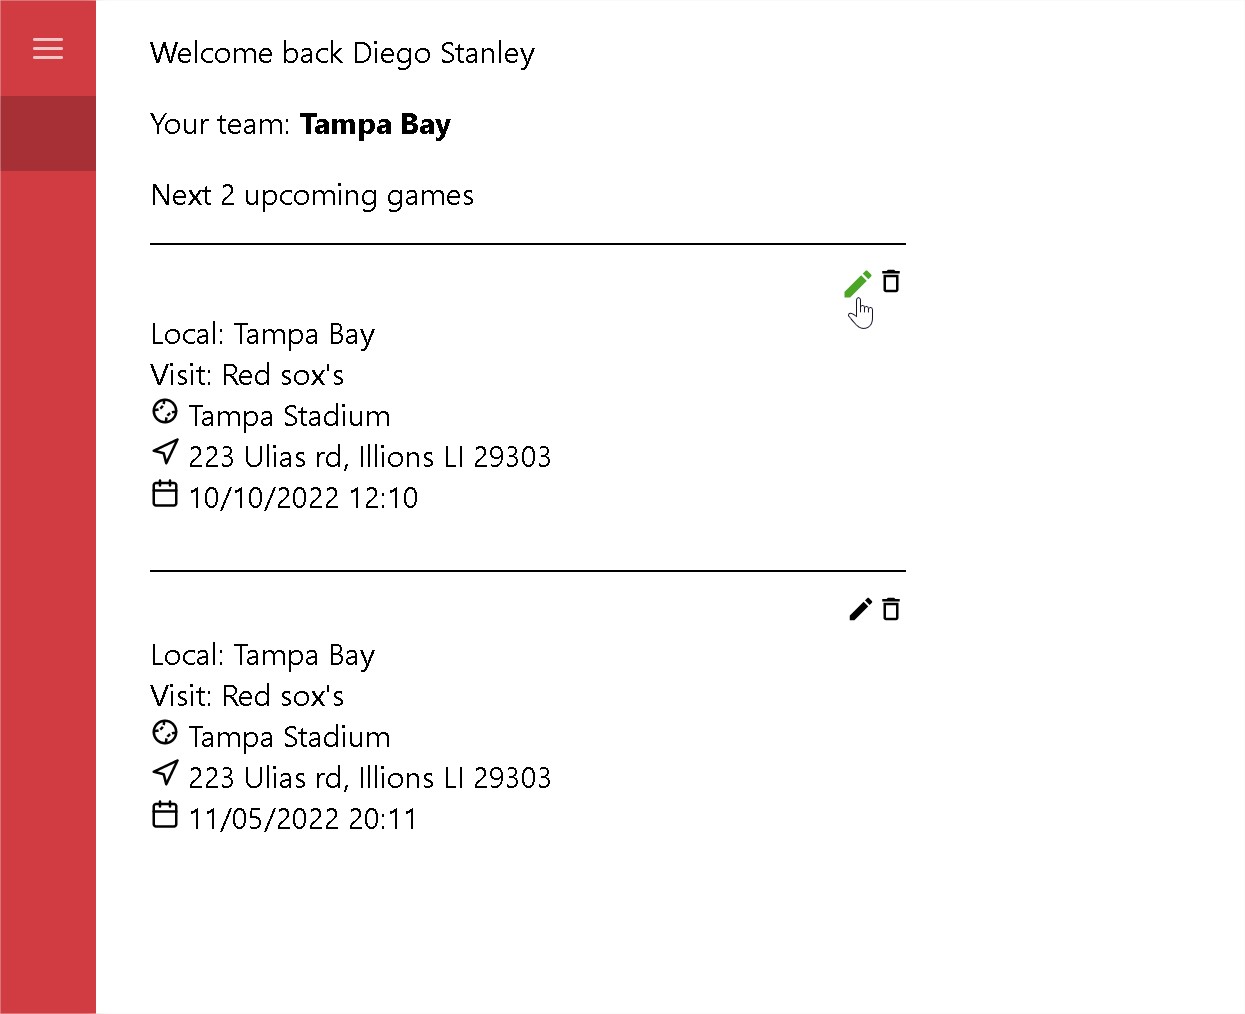 Welcome back Diego Stanley
Your team: Tampa Bay
Next 2 upcoming games
Local: Tampa Bay
Visit: Red sox's
Tampa Stadium
223 Ulias rd, Illions LI 29303
10/10/2022 12:10
Local: Tampa Bay
Visit: Red sox's
Tampa Stadium
223 Ulias rd, Illions LI 29303
11/05/2022 20:11